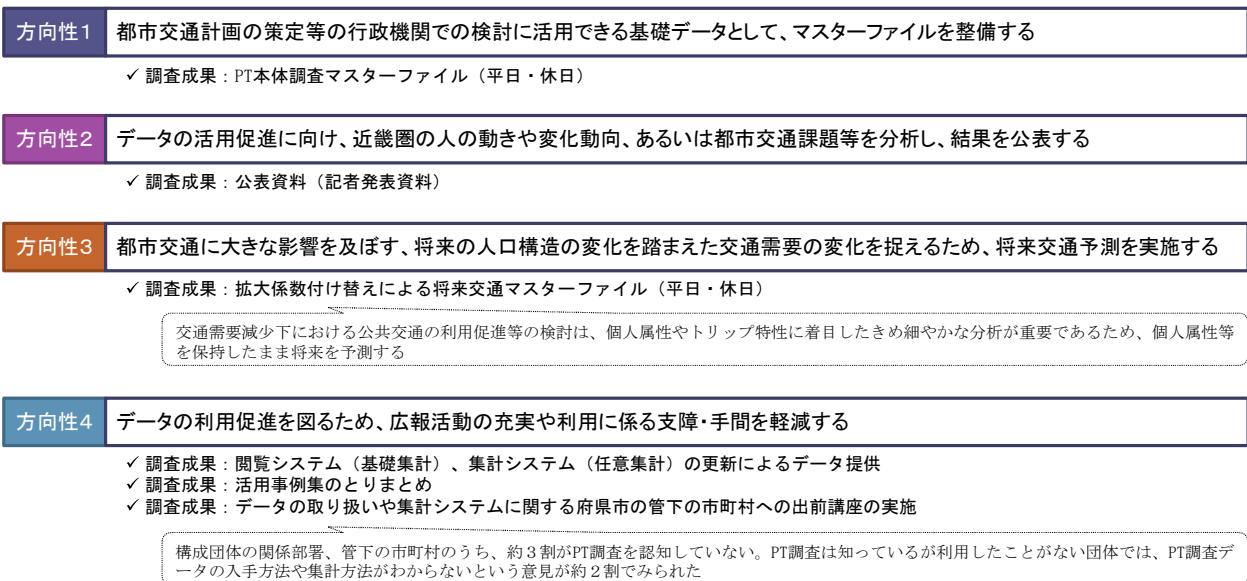 方向性1 都市交通計画の策定等の行政機関での検討に活用できる基礎データとして、マスターファイルを整備する
✓ 調査成果：PT本体調査マスターファイル（平日・休日）
方向性2 データの活用促進に向け、近畿圏の人の動きや変化動向、あるいは都市交通課題等を分析し、結果を公表する
✓ 調査成果：公表資料（記者発表資料）
方向性3 都市交通に大きな影響を及ぼす、将来の人口構造の変化を踏まえた交通需要の変化を捉えるため、将来交通予測を実施する
✓ 調査成果：拡大係数付け替えによる将来交通マスターファイル（平日・休日）
交通需要減少下における公共交通の利用促進等の検討は、個人属性やトリップ特性に着目したきめ細やかな分析が重要であるため、個人属性等
を保持したまま将来を予測する
方向性4 データの利用促進を図るため、広報活動の充実や利用に係る支障・手間を軽減する
✓ 調査成果：閲覧システム（基礎集計）、集計システム（任意集計）の更新によるデータ提供
✓ 調査成果：活用事例集のとりまとめ
✓ 調査成果：データの取り扱いや集計システムに関する府県市の管下の市町村への出前講座の実施
構成団体の関係部署、管下の市町村のうち、約３割がPT調査を認知していない。PT調査は知っているが利用したことがない団体では、PT調査デ
ータの入手方法や集計方法がわからないという意見が約２割でみられた